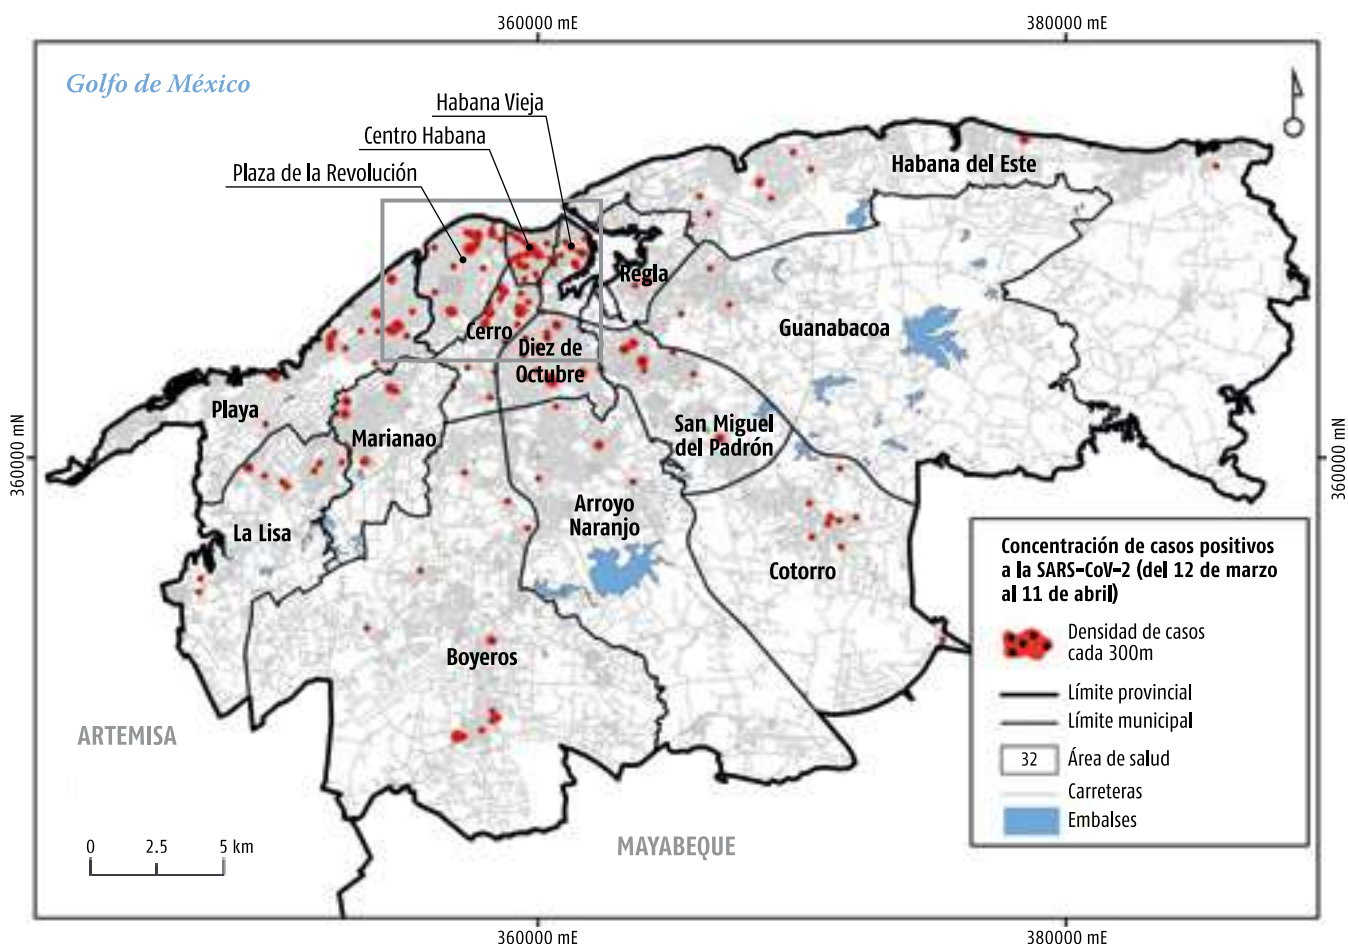 360000 mE
380000 mE
Golfo de México
Habana Vieja
Centro Habana
Plaza de la Revolución
Habana del Este
Regla
Guanabacoa
Cerro
Diez de
Octubre
Playa
Marianao
San Miguel
del Padrón
360000 mN
360000 mN
La Lisa
Arroyo
Naranjo
Cotorro
Boyeros
ARTEMISA
MAYABEQUE
Concentración de casos positivos
a la SARS-CoV-2 (del 12 de marzo
al 11 de abril)
Densidad de casos
cada 300m
Límite provincial
Límite municipal
32 Área de salud
Carreteras
Embalses
0 2.5 5 km
360000 mE
380000 mE